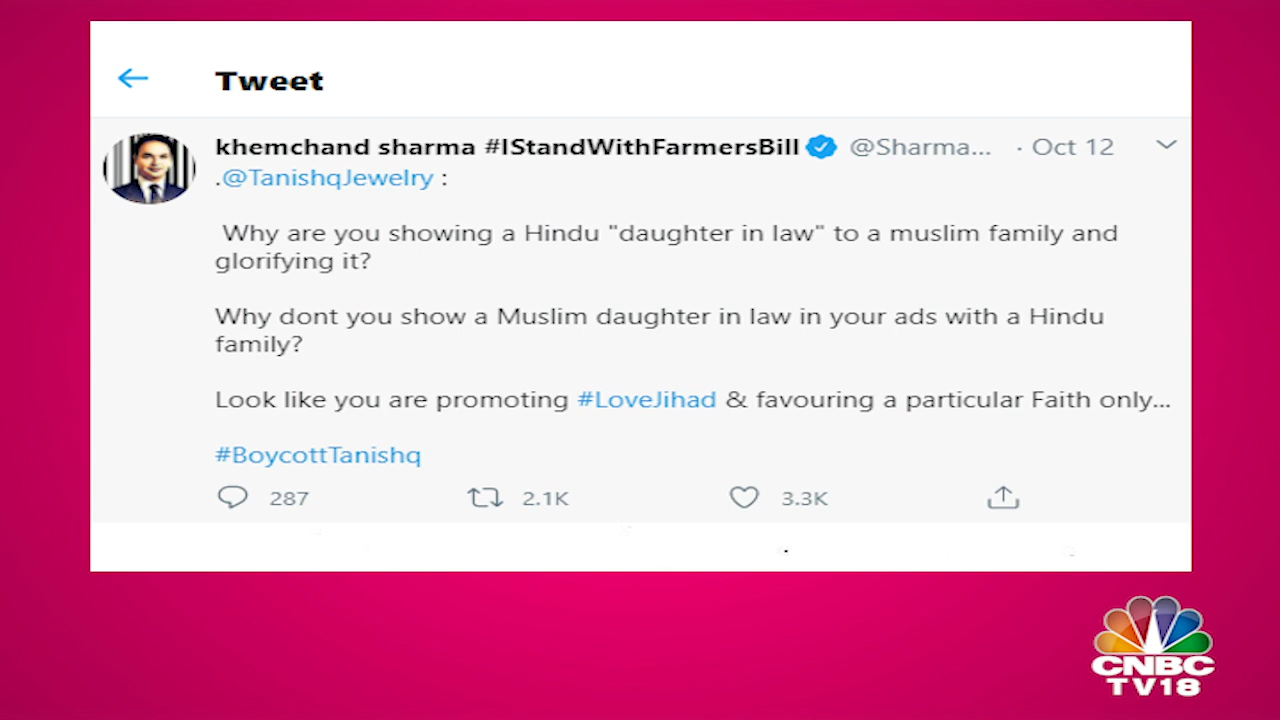 Tweet
khemchand sharma #IStandWithFarmersBill @Sharma... · Oct 12
.@TanishqJewelry :
Why are you showing a Hindu "daughter in law" to a muslim family and
glorifying it?
Why dont you show a Muslim daughter in law in your ads with a Hindu
family?
Look like you are promoting #LoveJihad & favouring a particular Faith only...
#BoycottTanishq
287 2.1K 3.3K
CNBC
TV18